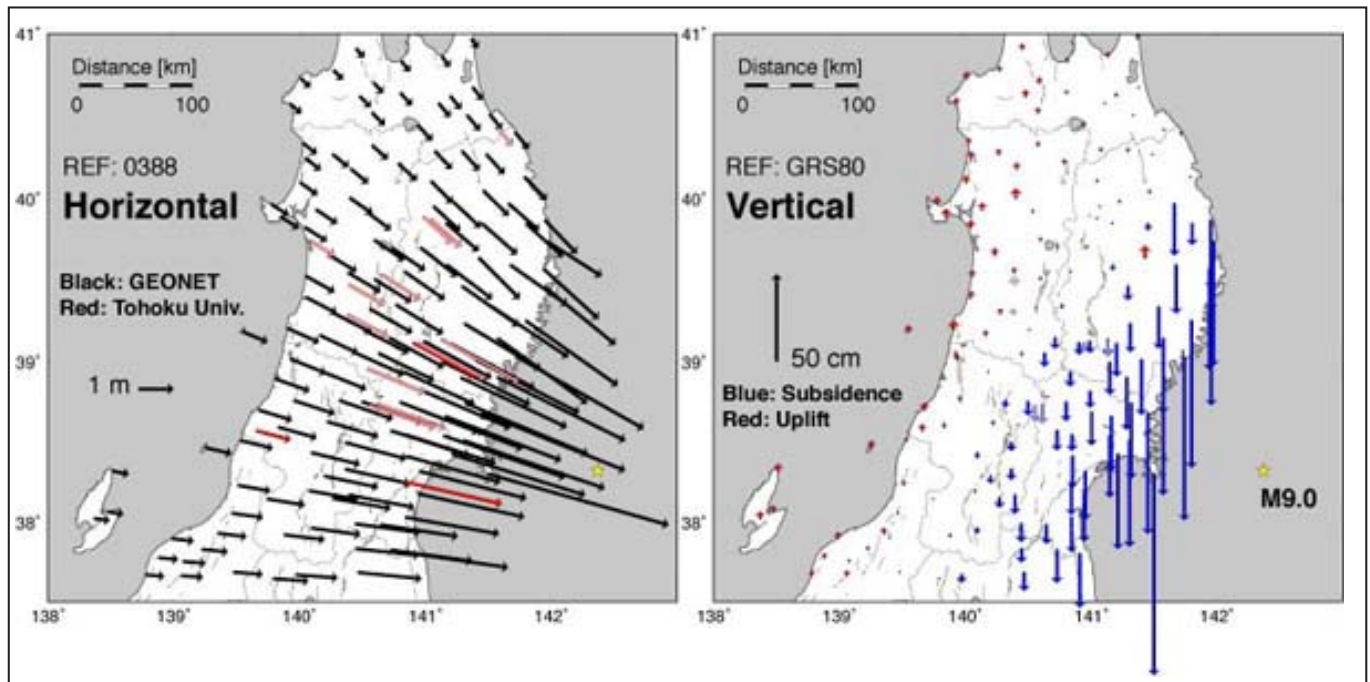 41°
40°
39°
38°
138°
139°
140°
141°
142°
Distance [km]
0 100
REF: 0388
Horizontal
Black: GEONET
Red: Tohoku Univ.
1 m
41°
40°
39°
38°
138°
139°
140°
141°
142°
Distance [km]
0 100
REF: GRS80
Vertical
50 cm
Blue: Subsidence
Red: Uplift
M9.0